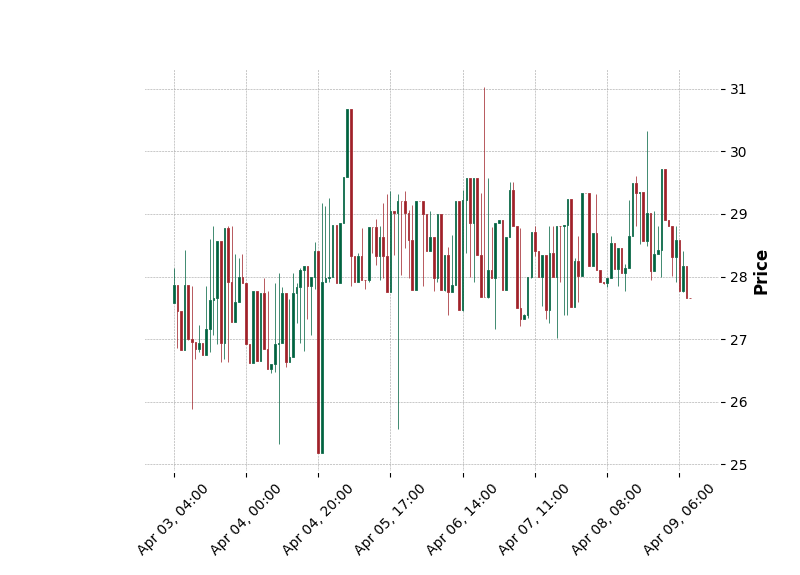 31
30
29
28
27
26
25
Price
Apr 03, 04:00
Apr 04, 00:00
Apr 04, 20:00
Apr 05, 17:00
Apr 06, 14:00
Apr 07, 11:00
Apr 08, 08:00
Apr 09, 06:00